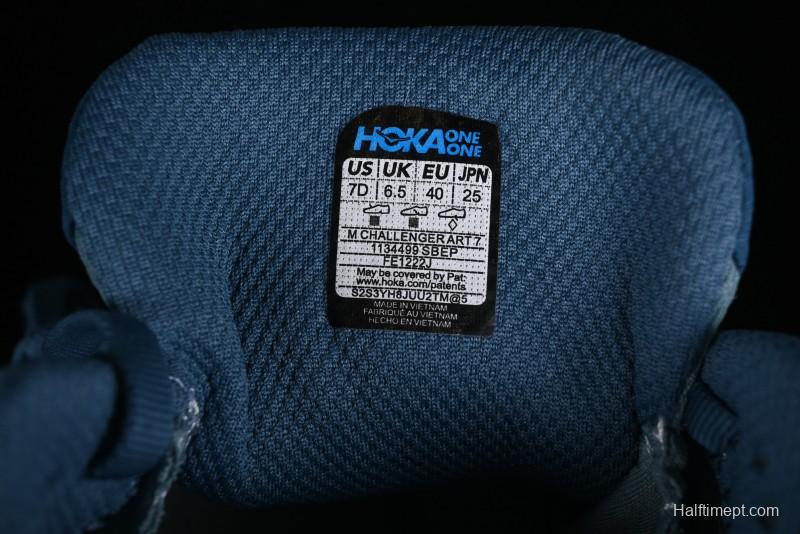 HOKA ONE ONE
US UK EU JPN
7D 6.5 40 25
M CHALLENGER ART 7
1134499 SBEP
FE1222J
May be covered by Pat:
www.hoka.com/patents
S2S3YH8JUU2TM@5
MADE IN VIETNAM
FABRIQUÉ AU VIETNAM
HECHO EN VIETNAM
Halftimept.com